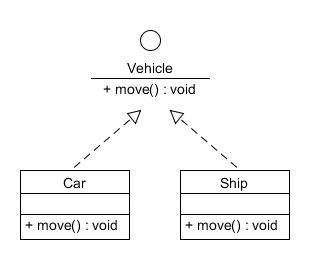 Vehicle
+ move() : void
Car
Ship
+ move() : void
+ move() : void